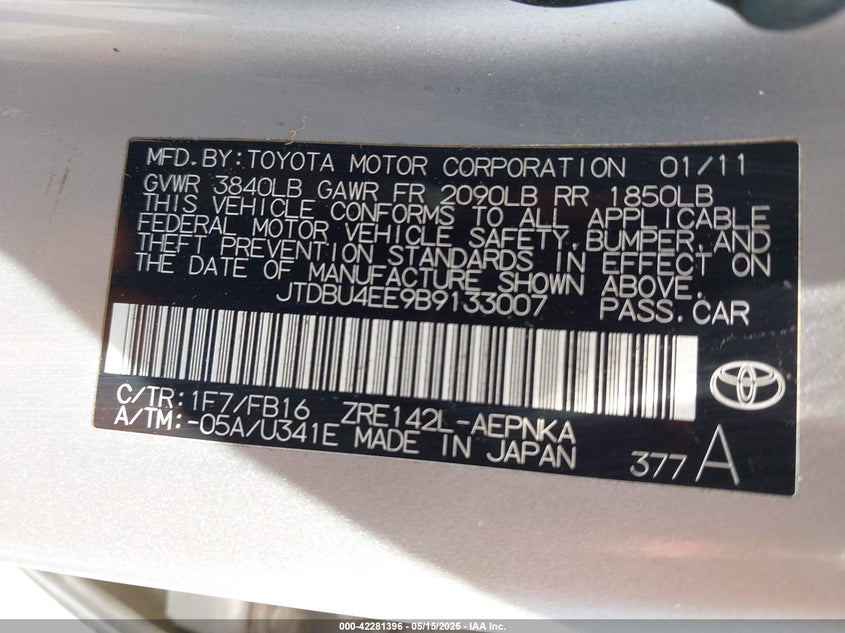 MFD.BY:TOYOTA MOTOR CORPORATION 01/11
GVWR 3840LB GAWR FR 2090LB RR 1850LB
THIS VEHICLE CONFORMS TO ALL APPLICABLE
FEDERAL MOTOR VEHICLE SAFETY,BUMPER,AND
THEFT PREVENTION STANDARDS IN EFFECT ON
THE DATE OF MANUFACTURE SHOWN ABOVE.
JTDBU4EE9B9133007 PASS.CAR
C/TR:1F7/FB16 ZRE142L-AEPNKA
A/TM:-05A/U341E MADE IN JAPAN 377 A
000-42281396 - 05/15/2025 - IAA Inc.